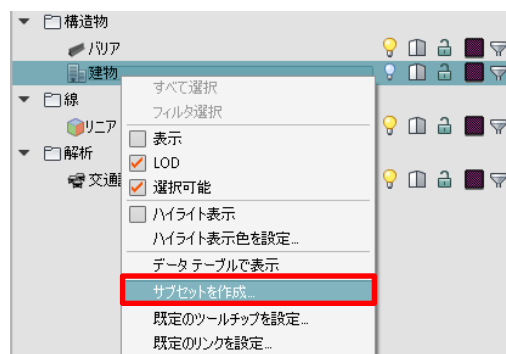 構造物
バリア
建物
すべて選択
フィルタ選択
線
リニア
表示
解析
LOD
交通
選択可能
ハイライト表示
ハイライト表示色を設定...
データ テーブルで表示
サブセットを作成...
既定のツールチップを設定...
既定のリンクを設定...